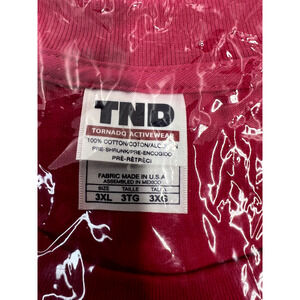 TND
TORNADO ACTIVEWEAR
100% COTTON/COTON/ALGODON
PRE-SHRUNK/PRE-ENCOGIDO
PRÉ-RÉTRÉCI
FABRIC MADE IN U.S.A
ASSEMBLED IN MEXICO
SIZE TAILLE TALLA
3XL 3TG 3XG